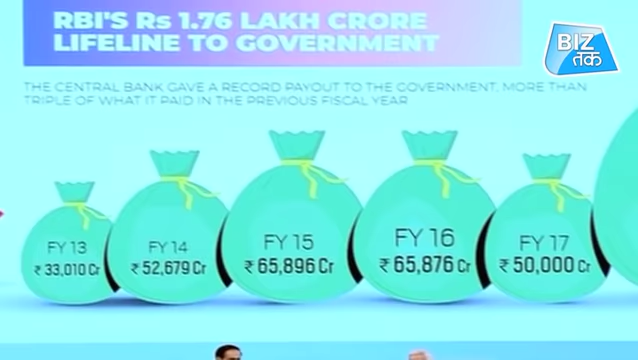 RBI'S Rs 1.76 LAKH CRORE
LIFELINE TO GOVERNMENT
BIZ
तक
THE CENTRAL BANK GAVE A RECORD PAYOUT TO THE GOVERNMENT, MORE THAN
TRIPLE OF WHAT IT PAID IN THE PREVIOUS FISCAL YEAR
FY 13
₹ 33,010 Cr
FY 14
₹ 52,679 Cr
FY 15
₹ 65,896 Cr
FY 16
₹ 65,876 Cr
FY 17
₹ 50,000 Cr